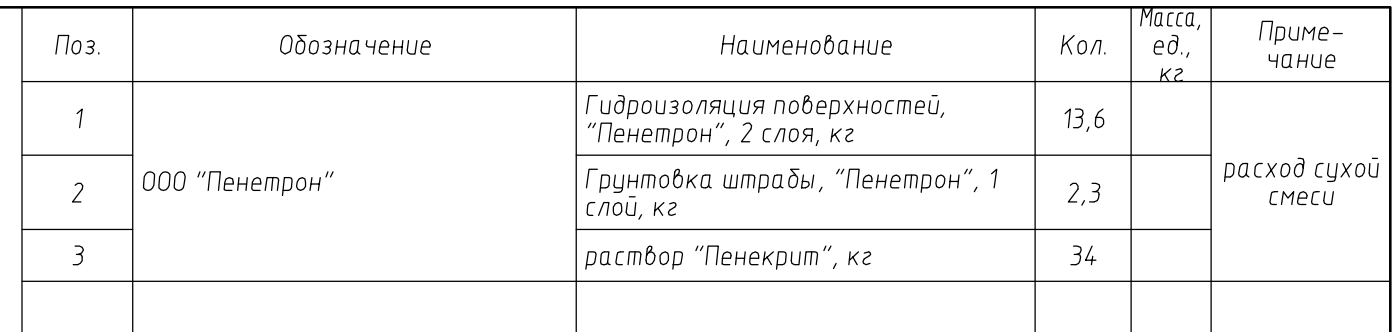 Поз.
Обозначение
Наименование
Кол.
Масса,
ед.,
кг
Приме-
чание
1
ООО "Пенетрон"
Гидроизоляция поверхностей,
"Пенетрон", 2 слоя, кг
13,6
расход сухой
смеси
2
Грунтовка штрабы, "Пенетрон", 1
слой, кг
2,3
3
раствор "Пенекрит", кг
34